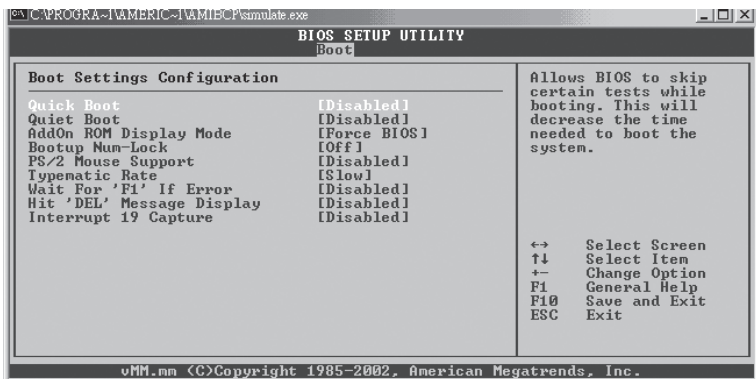 C:\PROGRA~1\AMERIC~1\AMIBCP\simulate.exe
BIOS SETUP UTILITY
Boot
Boot Settings Configuration
Quick Boot [Disabled]
Quiet Boot [Disabled]
AddOn ROM Display Mode [Force BIOS]
Bootup Num-Lock [Off]
PS/2 Mouse Support [Disabled]
Typematic Rate [Slow]
Wait For 'F1' If Error [Disabled]
Hit 'DEL' Message Display [Disabled]
Interrupt 19 Capture [Disabled]
Allows BIOS to skip
certain tests while
booting. This will
decrease the time
needed to boot the
system.
←→ Select Screen
↑↓ Select Item
+- Change Option
F1 General Help
F10 Save and Exit
ESC Exit
vMM.mm (C)Copyright 1985-2002, American Megatrends, Inc.